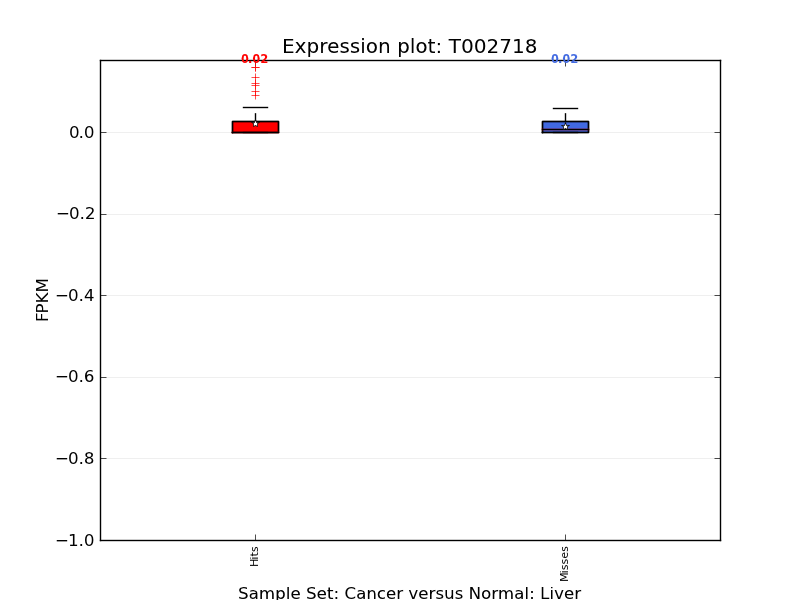 Expression plot: T002718
0.02 0.02
0.0
−0.2
−0.4
−0.6
−0.8
−1.0
FPKM
Hits
Misses
Sample Set: Cancer versus Normal: Liver